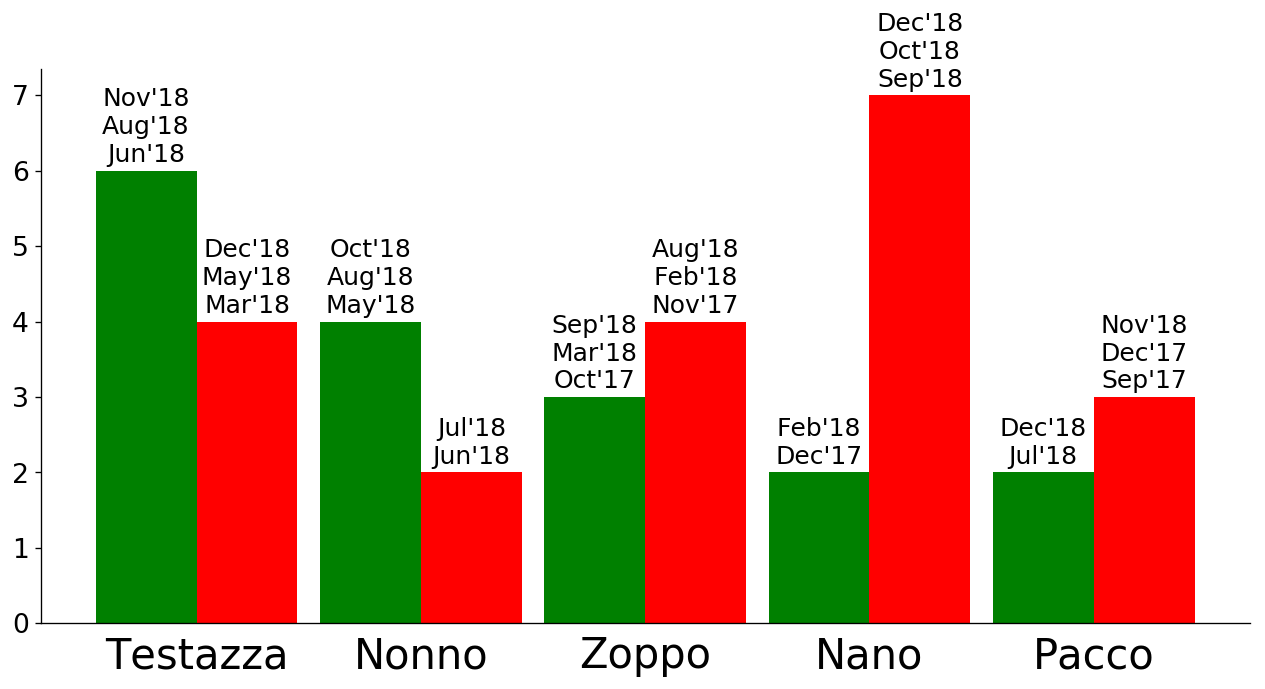 Dec'18
Oct'18
Sep'18
Nov'18
Aug'18
Jun'18
Dec'18
May'18
Mar'18
Oct'18
Aug'18
May'18
Jul'18
Jun'18
Sep'18
Mar'18
Oct'17
Aug'18
Feb'18
Nov'17
Feb'18
Dec'17
Dec'18
Jul'18
Nov'18
Dec'17
Sep'17
7
6
5
4
3
2
1
0
Testazza
Nonno
Zoppo
Nano
Pacco